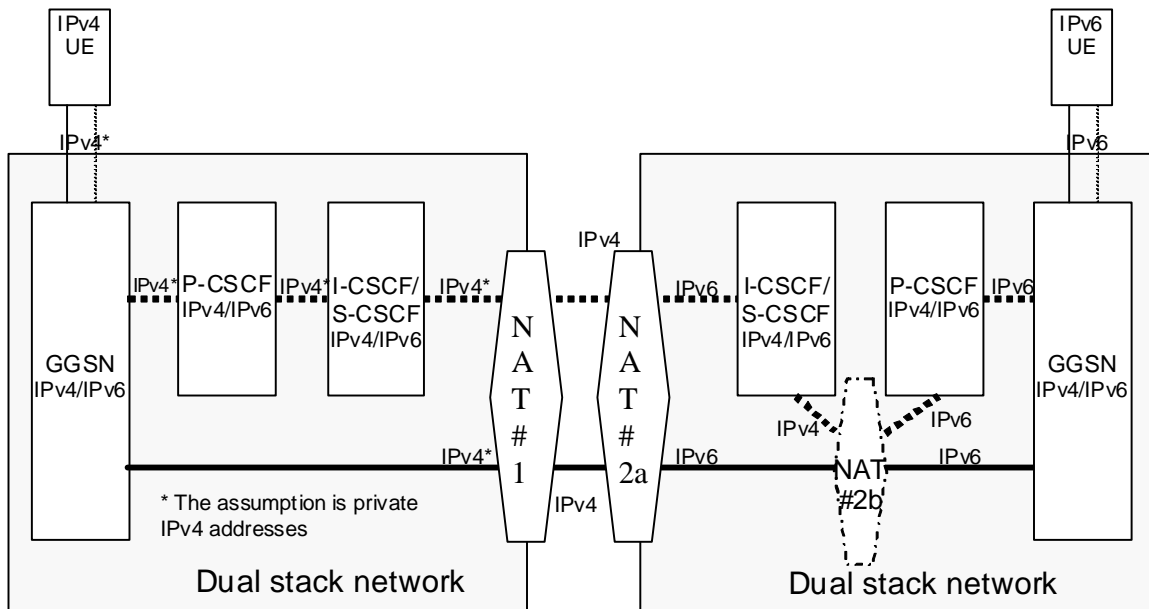 IPv4
UE
IPv6
UE
IPv4*
IPv6
IPv4
IPv4*
P-CSCF
IPv4/IPv6
IPv4*
I-CSCF/
S-CSCF
IPv4/IPv6
IPv4*
N
A
T
#
1
N
A
T
#
2a
IPv6
I-CSCF/
S-CSCF
IPv4/IPv6
P-CSCF
IPv4/IPv6
IPv6
GGSN
IPv4/IPv6
GGSN
IPv4/IPv6
IPv4
IPv6
IPv4*
IPv4
IPv6
NAT
#2b
IPv6
* The assumption is private
IPv4 addresses
Dual stack network
Dual stack network